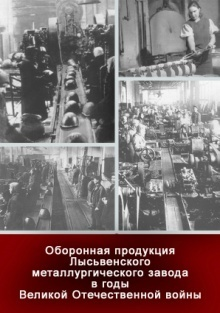 Оборонная продукция
Лысьвенского
металлургического завода
в годы
Великой Отечественной войны